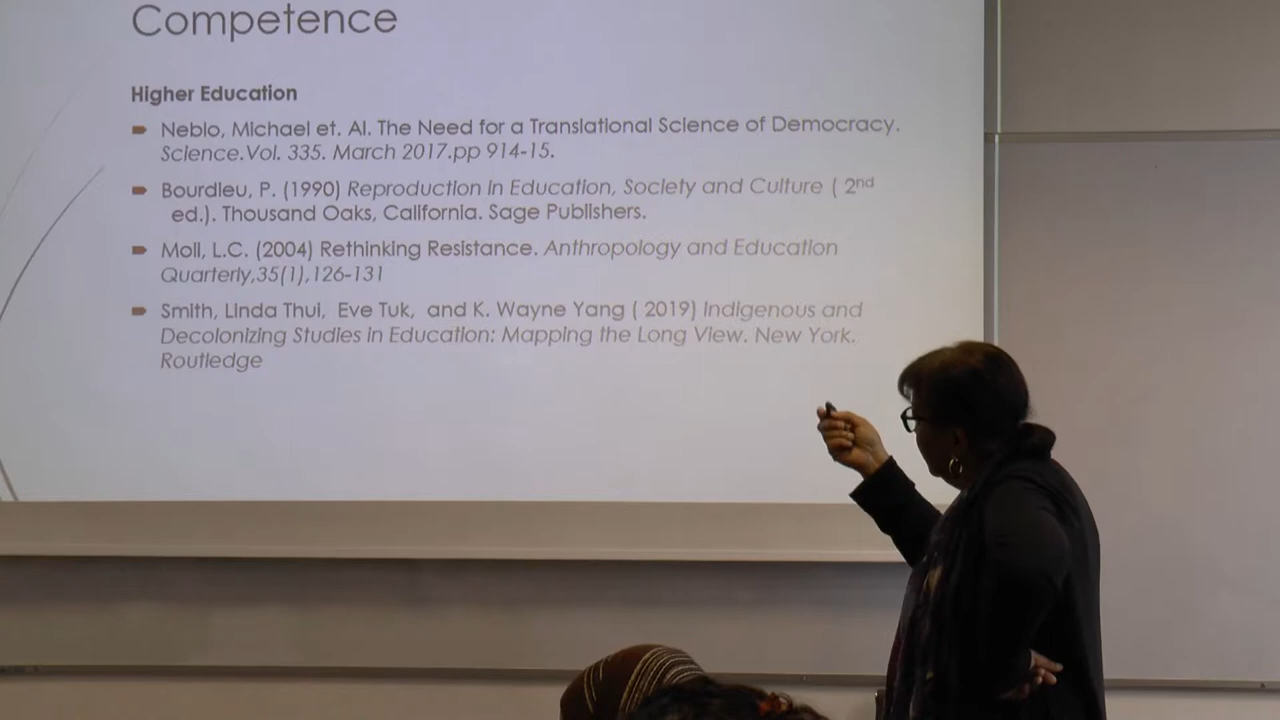 Competence
Higher Education
Neblo, Michael et. Al. The Need for a Translational Science of Democracy.
Science.Vol. 335. March 2017.pp 914-15.
Bourdieu, P. (1990) Reproduction in Education, Society and Culture ( 2nd
ed.). Thousand Oaks, California. Sage Publishers.
Moll, L.C. (2004) Rethinking Resistance. Anthropology and Education
Quarterly,35(1),126-131
Smith, Linda Thui, Eve Tuk, and K. Wayne Yang ( 2019) Indigenous and
Decolonizing Studies in Education: Mapping the Long View. New York.
Routledge